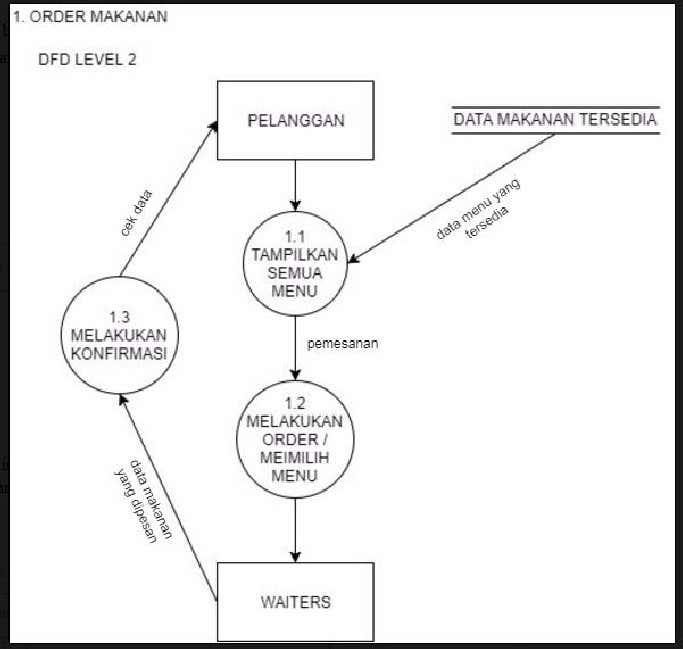 1. ORDER MAKANAN
DFD LEVEL 2
PELANGGAN
DATA MAKANAN TERSEDIA
cek data
data menu yang
tersedia
1.1
TAMPILKAN
SEMUA
MENU
1.3
MELAKUKAN
KONFIRMASI
pemesanan
1.2
MELAKUKAN
ORDER /
MEIMILIH
MENU
data makanan
yang dipesan
WAITERS